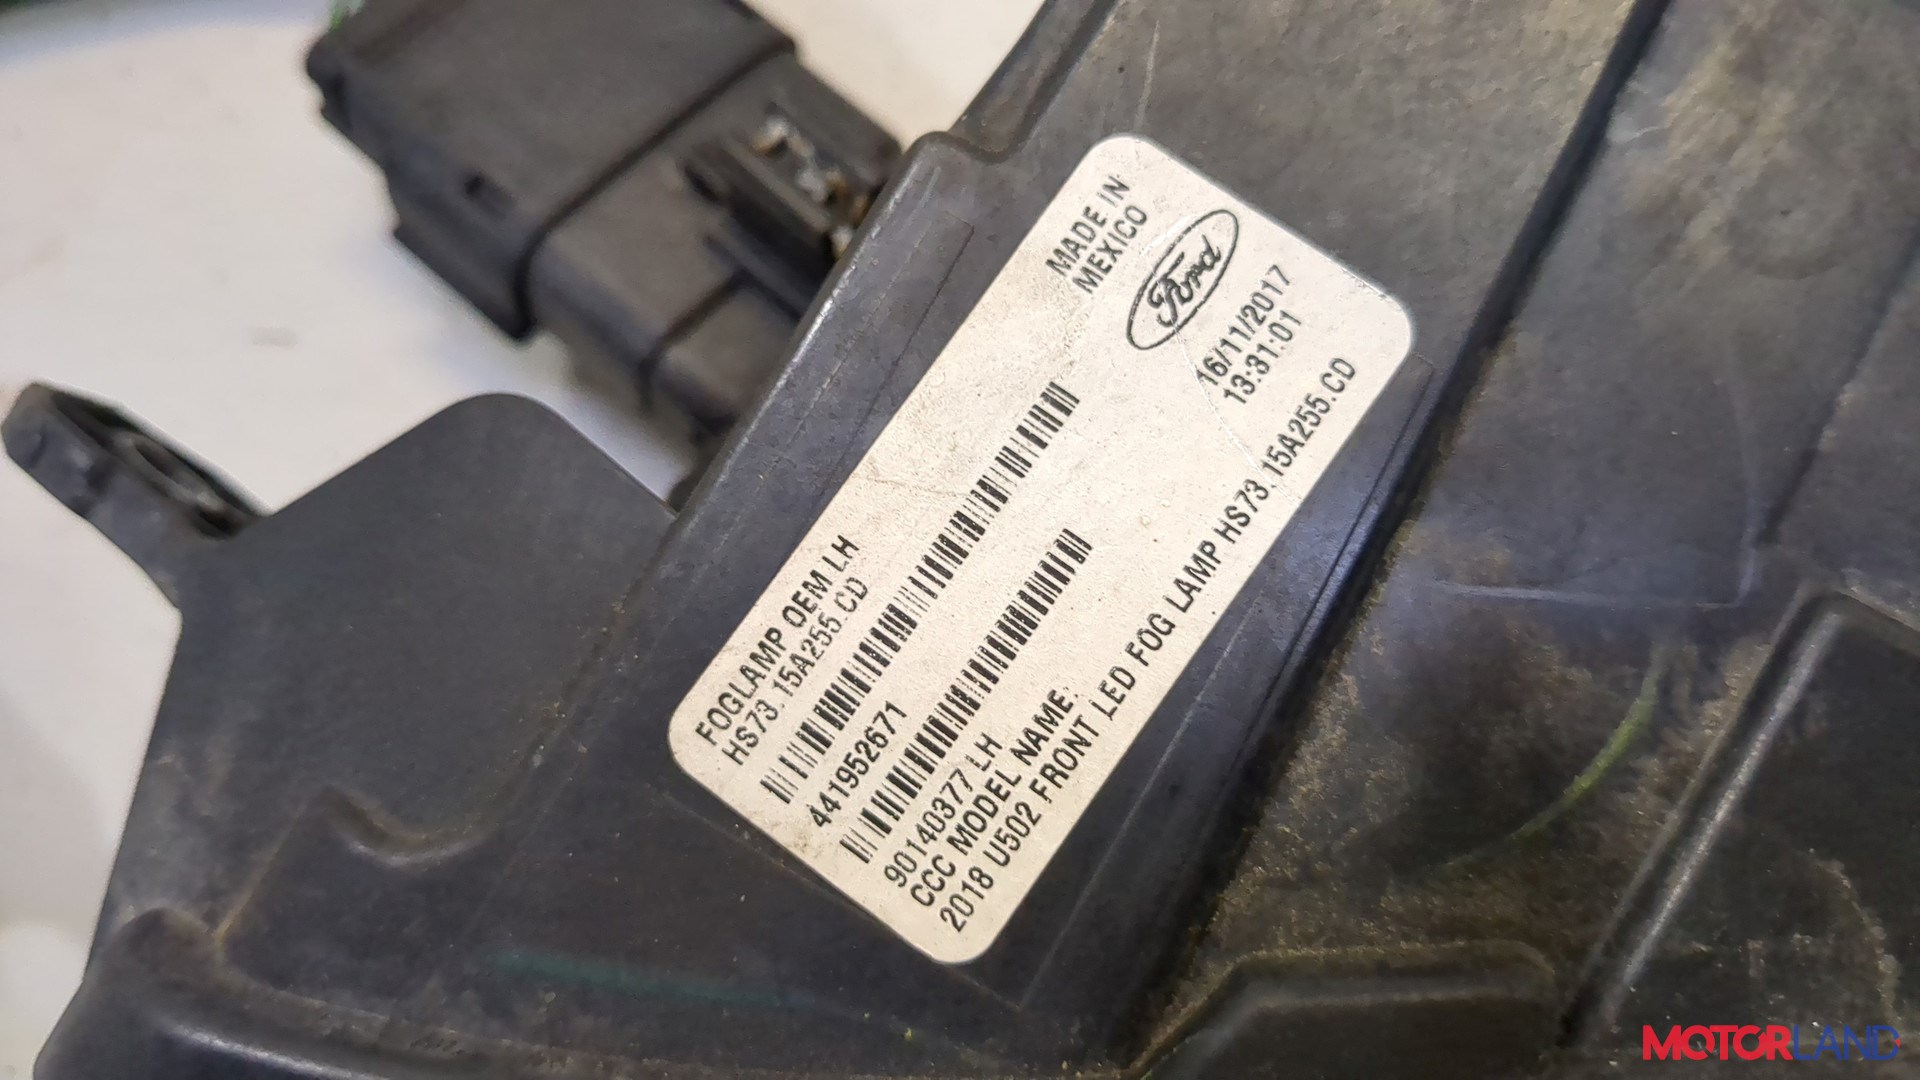 MADE IN
MEXICO
Ford
16/11/2017
13:31:01
FOGLAMP OEM LH
HS73.15A255.CD
441952671
90140377 LH
CCC MODEL NAME:
2018 U502 FRONT LED FOG LAMP HS73.15A255.CD
MOTORLAND